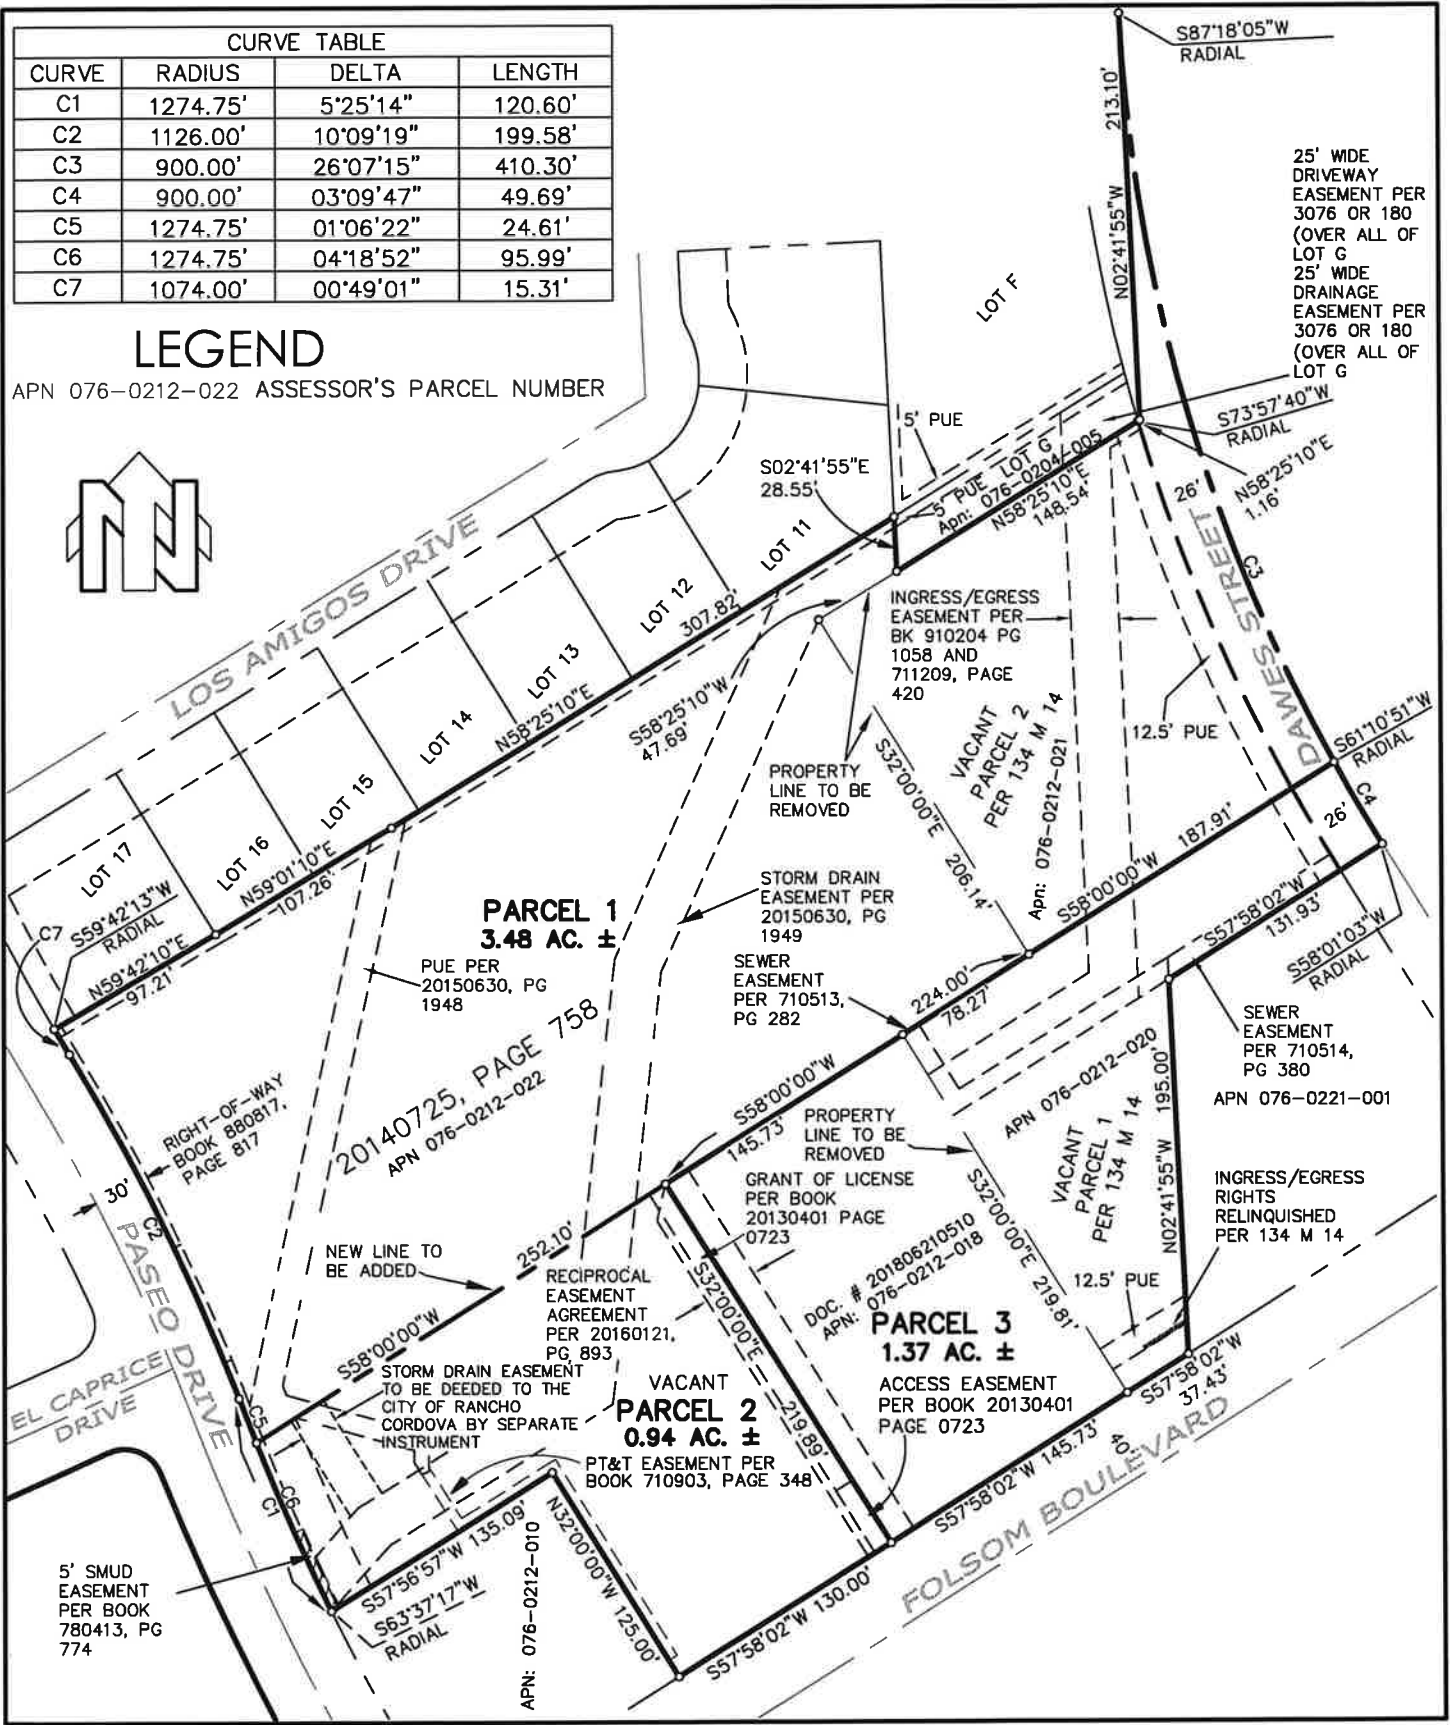 CURVE TABLE
CURVE RADIUS DELTA LENGTH
C1 1274.75' 5°25'14" 120.60'
C2 1126.00' 10°09'19" 199.58'
C3 900.00' 26°07'15" 410.30'
C4 900.00' 03°09'47" 49.69'
C5 1274.75' 01°06'22" 24.61'
C6 1274.75' 04°18'52" 95.99'
C7 1074.00' 00°49'01" 15.31'
LEGEND
APN 076-0212-022 ASSESSOR'S PARCEL NUMBER
S87°18'05"W
RADIAL
213.10'
N02°41'55"W
25' WIDE
DRIVEWAY
EASEMENT PER
3076 OR 180
(OVER ALL OF
LOT G
25' WIDE
DRAINAGE
EASEMENT PER
3076 OR 180
(OVER ALL OF
LOT G
LOT F
S73°57'40"W
RADIAL
N58°25'10"E
1.16'
5' PUE
5' PUE
LOT G
Apn: 076-0204-005
N58°25'10"E
148.54'
S02°41'55"E
28.55'
26'
DAWES STREET
C3
LOS AMIGOS DRIVE
LOT 11
LOT 12
LOT 13
LOT 14
LOT 15
LOT 16
LOT 17
307.82'
N58°25'10"E
S58°25'10"W
47.69'
INGRESS/EGRESS
EASEMENT PER
BK 910204 PG
1058 AND
711209, PAGE
420
PROPERTY
LINE TO BE
REMOVED
S32°00'00"E 206.14'
VACANT
PARCEL 2
PER 134 M 14
Apn: 076-0212-021
12.5' PUE
S61°10'51"W
RADIAL
C4
26'
S58°00'00"W 187.91'
S57°58'02"W
131.93'
S58°01'03"W
RADIAL
N59°01'10"E
107.26'
S59°42'13"W
RADIAL
C7
N59°42'10"E
97.21'
PARCEL 1
3.48 AC. ±
PUE PER
20150630, PG
1948
STORM DRAIN
EASEMENT PER
20150630, PG
1949
SEWER
EASEMENT
PER 710513,
PG 282
224.00'
78.27'
20140725, PAGE 758
APN 076-0212-022
RIGHT-OF-WAY
BOOK 880817,
PAGE 817
30'
C2
PASEO DRIVE
SEWER
EASEMENT
PER 710514,
PG 380
APN 076-0221-001
APN 076-0212-020
VACANT
PARCEL 1
PER 134 M 14
N02°41'55"W 195.00'
S58°00'00"W
145.73'
PROPERTY
LINE TO BE
REMOVED
S32°00'00"E 219.81'
GRANT OF LICENSE
PER BOOK
20130401 PAGE
0723
INGRESS/EGRESS
RIGHTS
RELINQUISHED
PER 134 M 14
12.5' PUE
DOC. # 201806210510
APN: 076-0212-018
PARCEL 3
1.37 AC. ±
ACCESS EASEMENT
PER BOOK 20130401
PAGE 0723
S57°58'02"W
37.43'
NEW LINE TO
BE ADDED
252.10'
S58°00'00"W
RECIPROCAL
EASEMENT
AGREEMENT
PER 20160121,
PG 893
S32°00'00"E 219.89'
STORM DRAIN EASEMENT
TO BE DEEDED TO THE
CITY OF RANCHO
CORDOVA BY SEPARATE
INSTRUMENT
VACANT
PARCEL 2
0.94 AC. ±
PT&T EASEMENT PER
BOOK 710903, PAGE 348
EL CAPRICE
DRIVE
C5
C6
C1
5' SMUD
EASEMENT
PER BOOK
780413, PG
774
S57°56'57"W 135.09'
S63°37'17"W
RADIAL
APN: 076-0212-010
N32°00'00"W 125.00'
S57°58'02"W 130.00'
S57°58'02"W 145.73'
40'
FOLSOM BOULEVARD